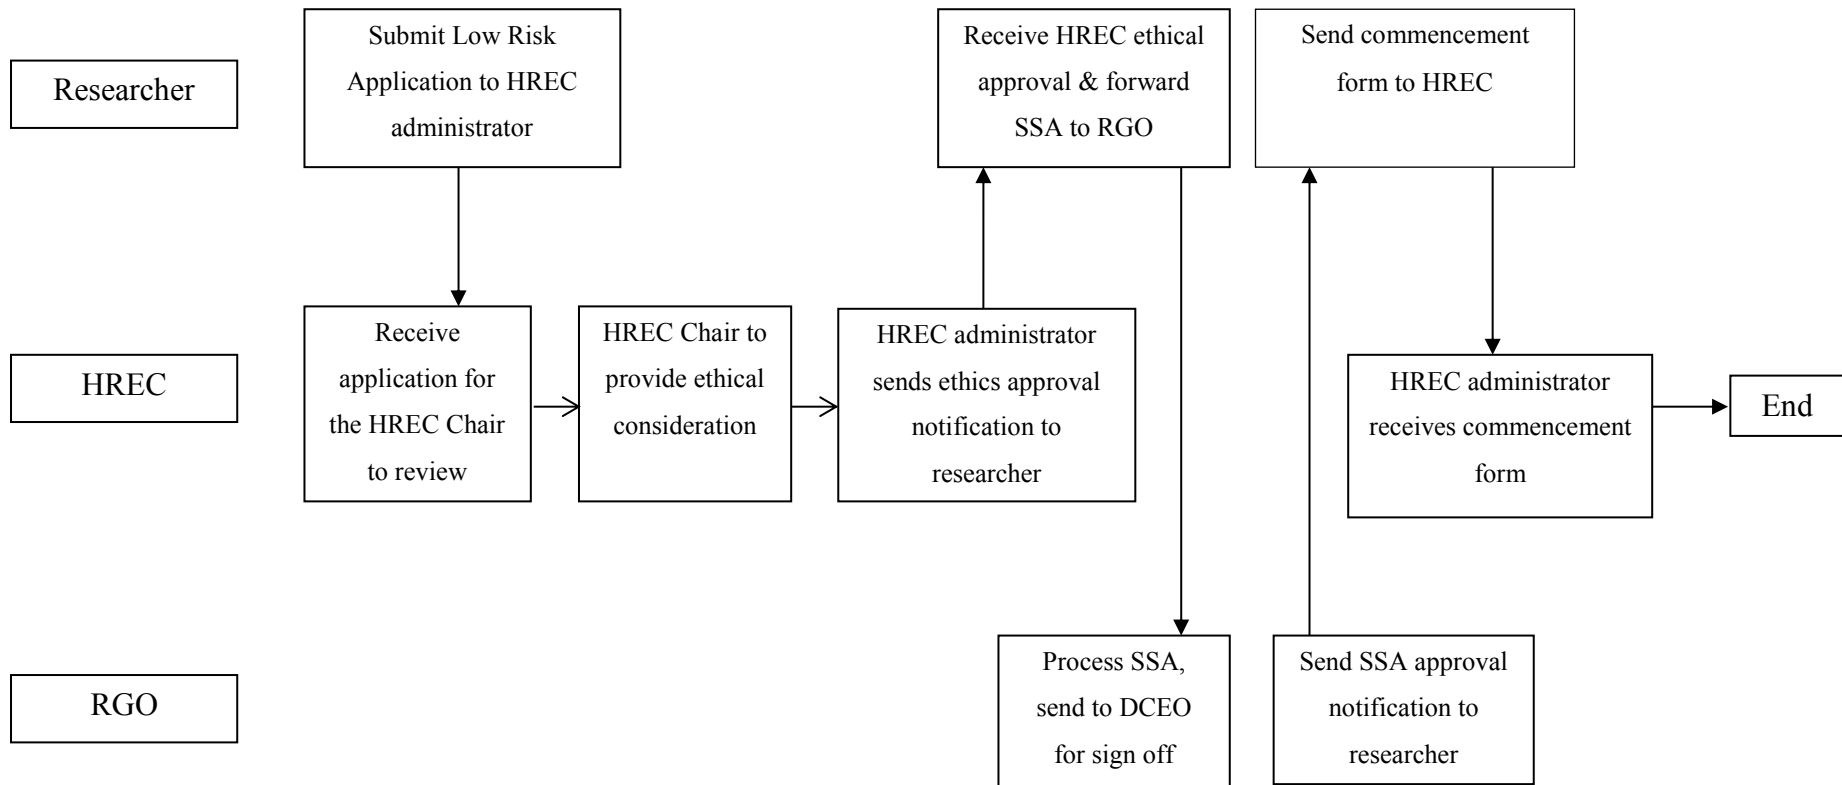 Researcher
Submit Low Risk
Application to HREC
administrator
Receive HREC ethical
approval & forward
SSA to RGO
Send commencement
form to HREC
HREC
Receive
application for
the HREC Chair
to review
HREC Chair to
provide ethical
consideration
HREC administrator
sends ethics approval
notification to
researcher
HREC administrator
receives commencement
form
End
RGO
Process SSA,
send to DCEO
for sign off
Send SSA approval
notification to
researcher